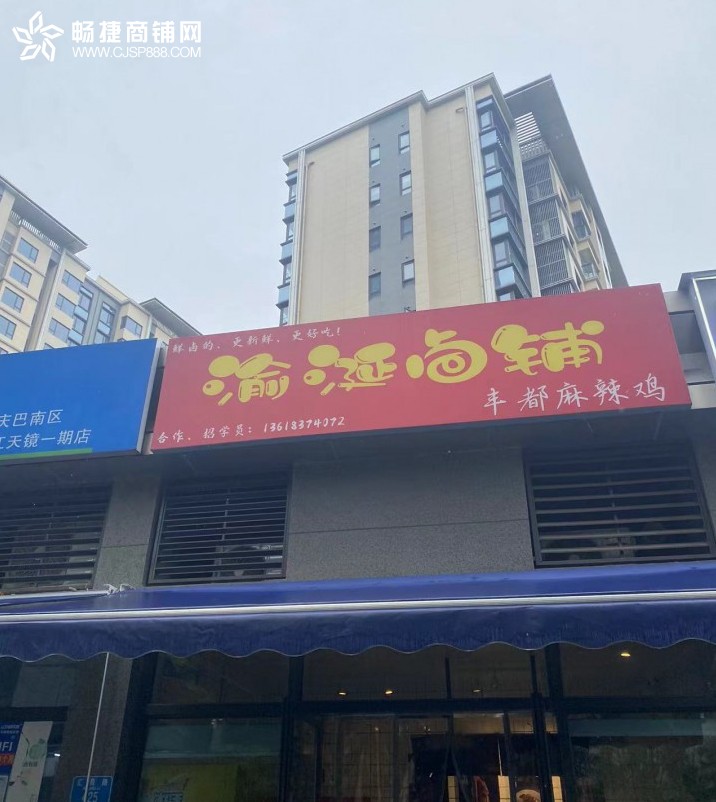 畅捷商铺网
WWW.CJSP888.COM
鲜卤的、更新鲜、更好吃!
渝涎卤铺
丰都麻辣鸡
合作、招学员: 13618374072
庆巴南区
江天镜一期店